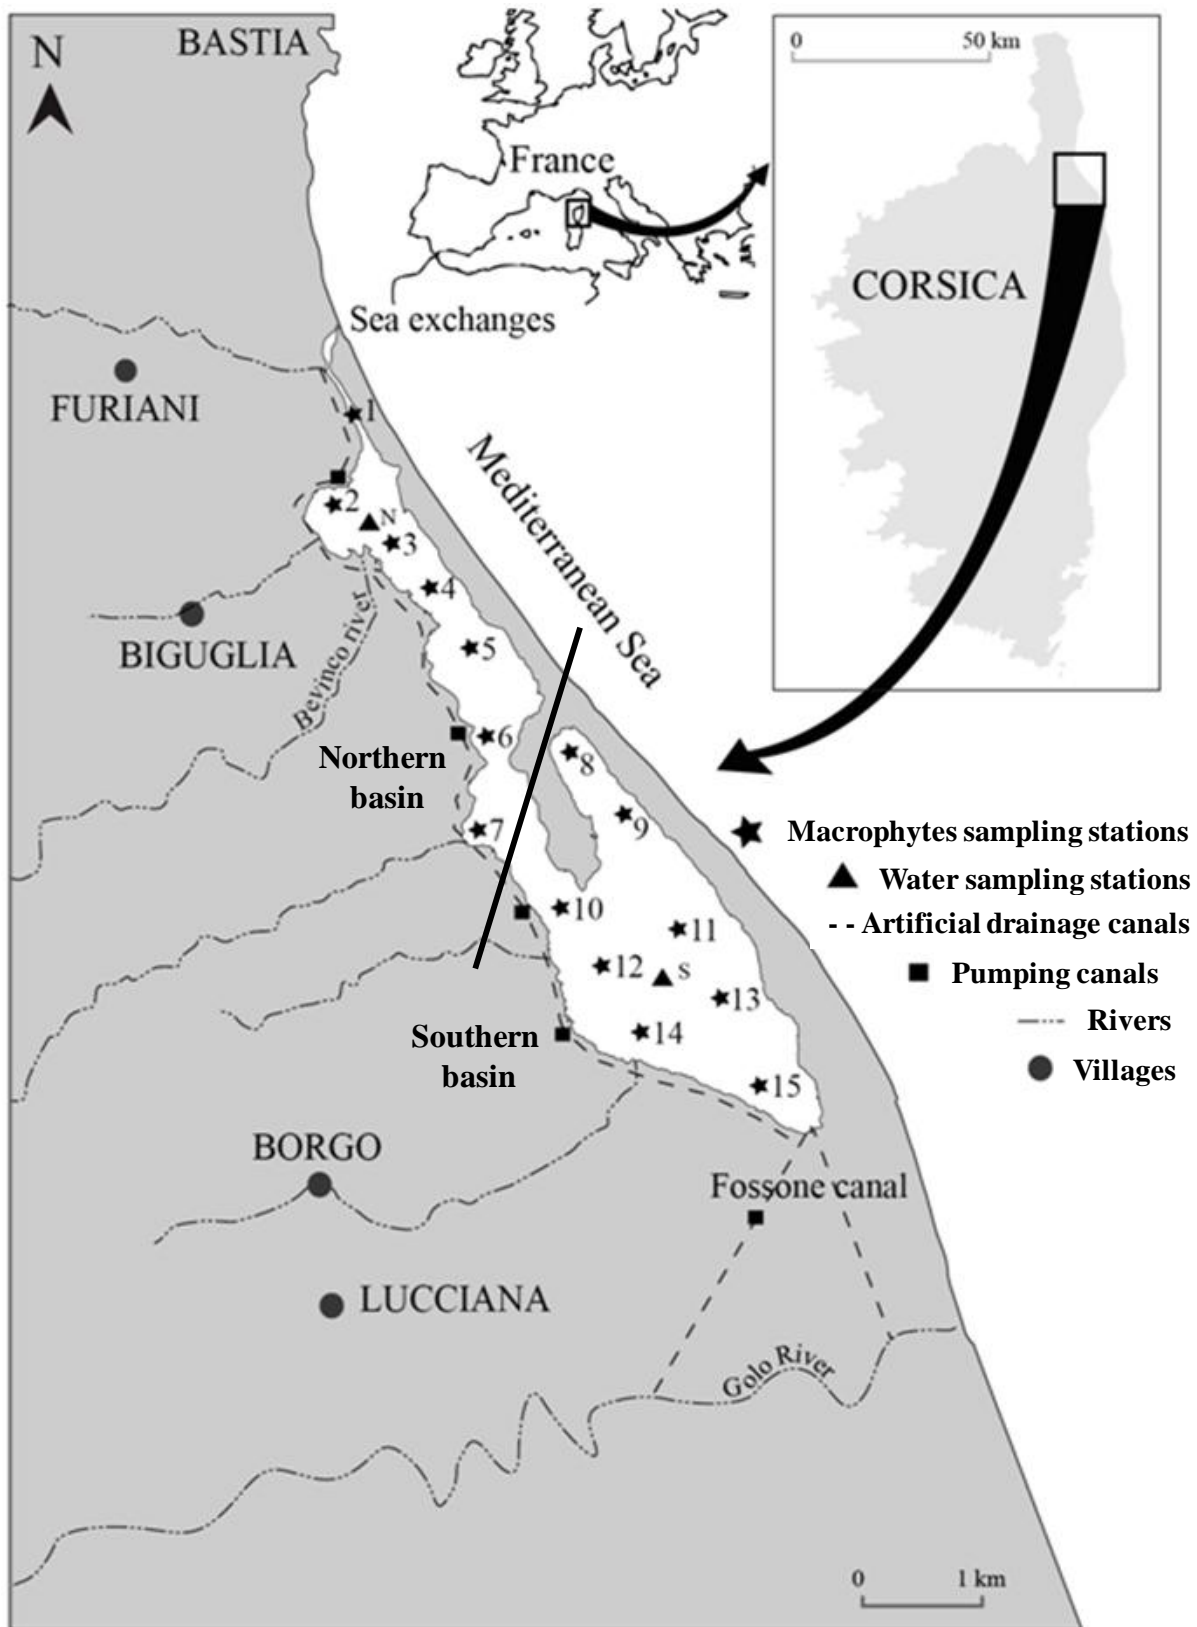 N
BASTIA
France
Sea exchanges
0
50 km
CORSICA
FURIANI
1
2
N
3
4
5
6
7
8
9
10
11
12
S
13
14
15
Mediterranean Sea
BIGUGLIA
Bevinco river
Northern
basin
Macrophytes sampling stations
Water sampling stations
- - Artificial drainage canals
Pumping canals
Rivers
Villages
Southern
basin
BORGO
Fossone canal
LUCCIANA
Golo River
0
1 km